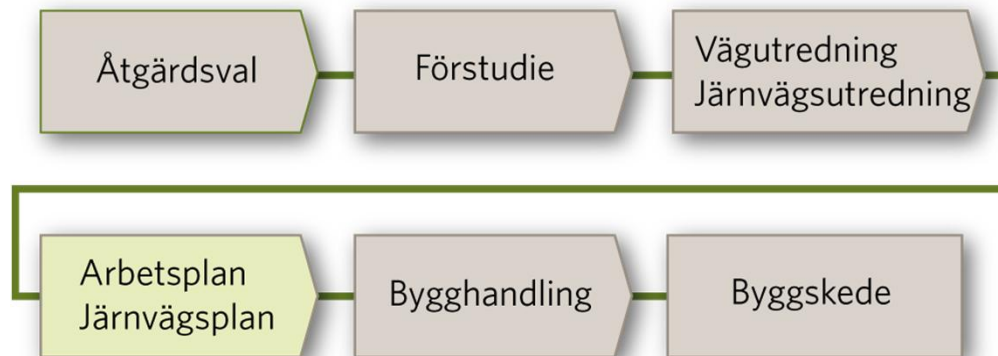 Åtgärdsval
Förstudie
Vägutredning
Järnvägsutredning
Arbetsplan
Järnvägsplan
Bygghandling
Byggskede